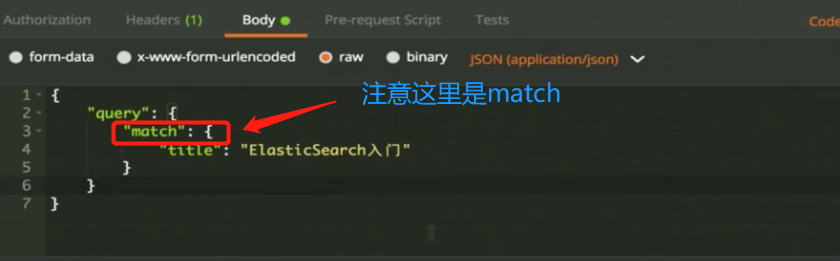 Authorization Headers (1) Body Pre-request Script Tests Code
form-data x-www-form-urlencoded raw binary JSON (application/json)
注意这里是match
1 {
2 "query": {
3 "match": {
4 "title": "ElasticSearch入门"
5 }
6 }
7 }